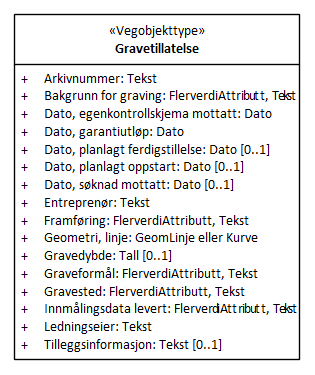 «Vegobjekttype»
Gravetillatelse
+ Arkivnummer: Tekst
+ Bakgrunn for graving: FlerverdiAttributt, Tekst
+ Dato, egenkontrollskjema mottatt: Dato
+ Dato, garantiutløp: Dato
+ Dato, planlagt ferdigstillelse: Dato [0..1]
+ Dato, planlagt oppstart: Dato [0..1]
+ Dato, søknad mottatt: Dato [0..1]
+ Entreprenør: Tekst
+ Framføring: FlerverdiAttributt, Tekst
+ Geometri, linje: GeomLinje eller Kurve
+ Gravedybde: Tall [0..1]
+ Graveformål: FlerverdiAttributt, Tekst
+ Gravested: FlerverdiAttributt, Tekst
+ Innmålingsdata levert: FlerverdiAttributt, Tekst
+ Ledningseier: Tekst
+ Tilleggsinformasjon: Tekst [0..1]